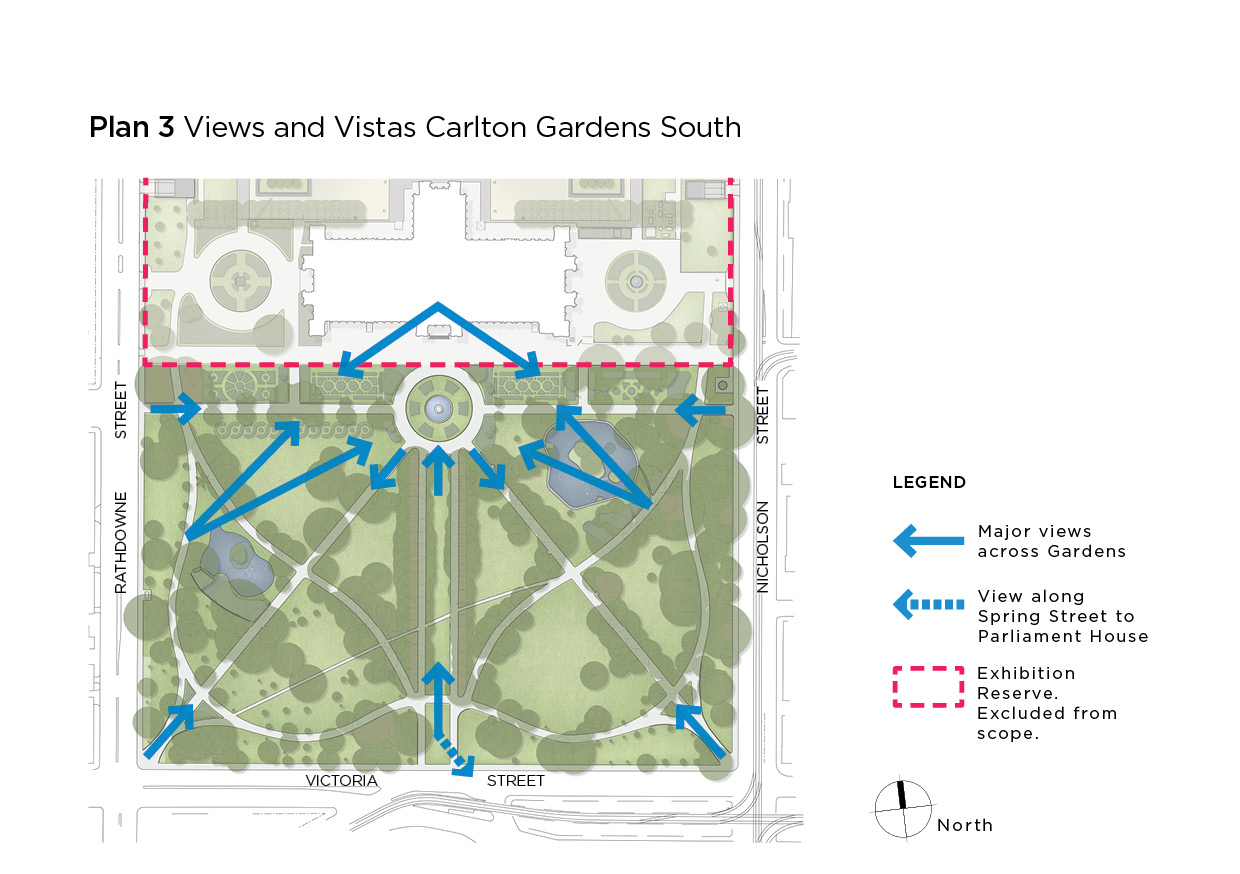 Plan 3 Views and Vistas Carlton Gardens South
RATHDOWNE STREET
NICHOLSON STREET
VICTORIA STREET
LEGEND
Major views
across Gardens
View along
Spring Street to
Parliament House
Exhibition
Reserve.
Excluded from
scope.
North